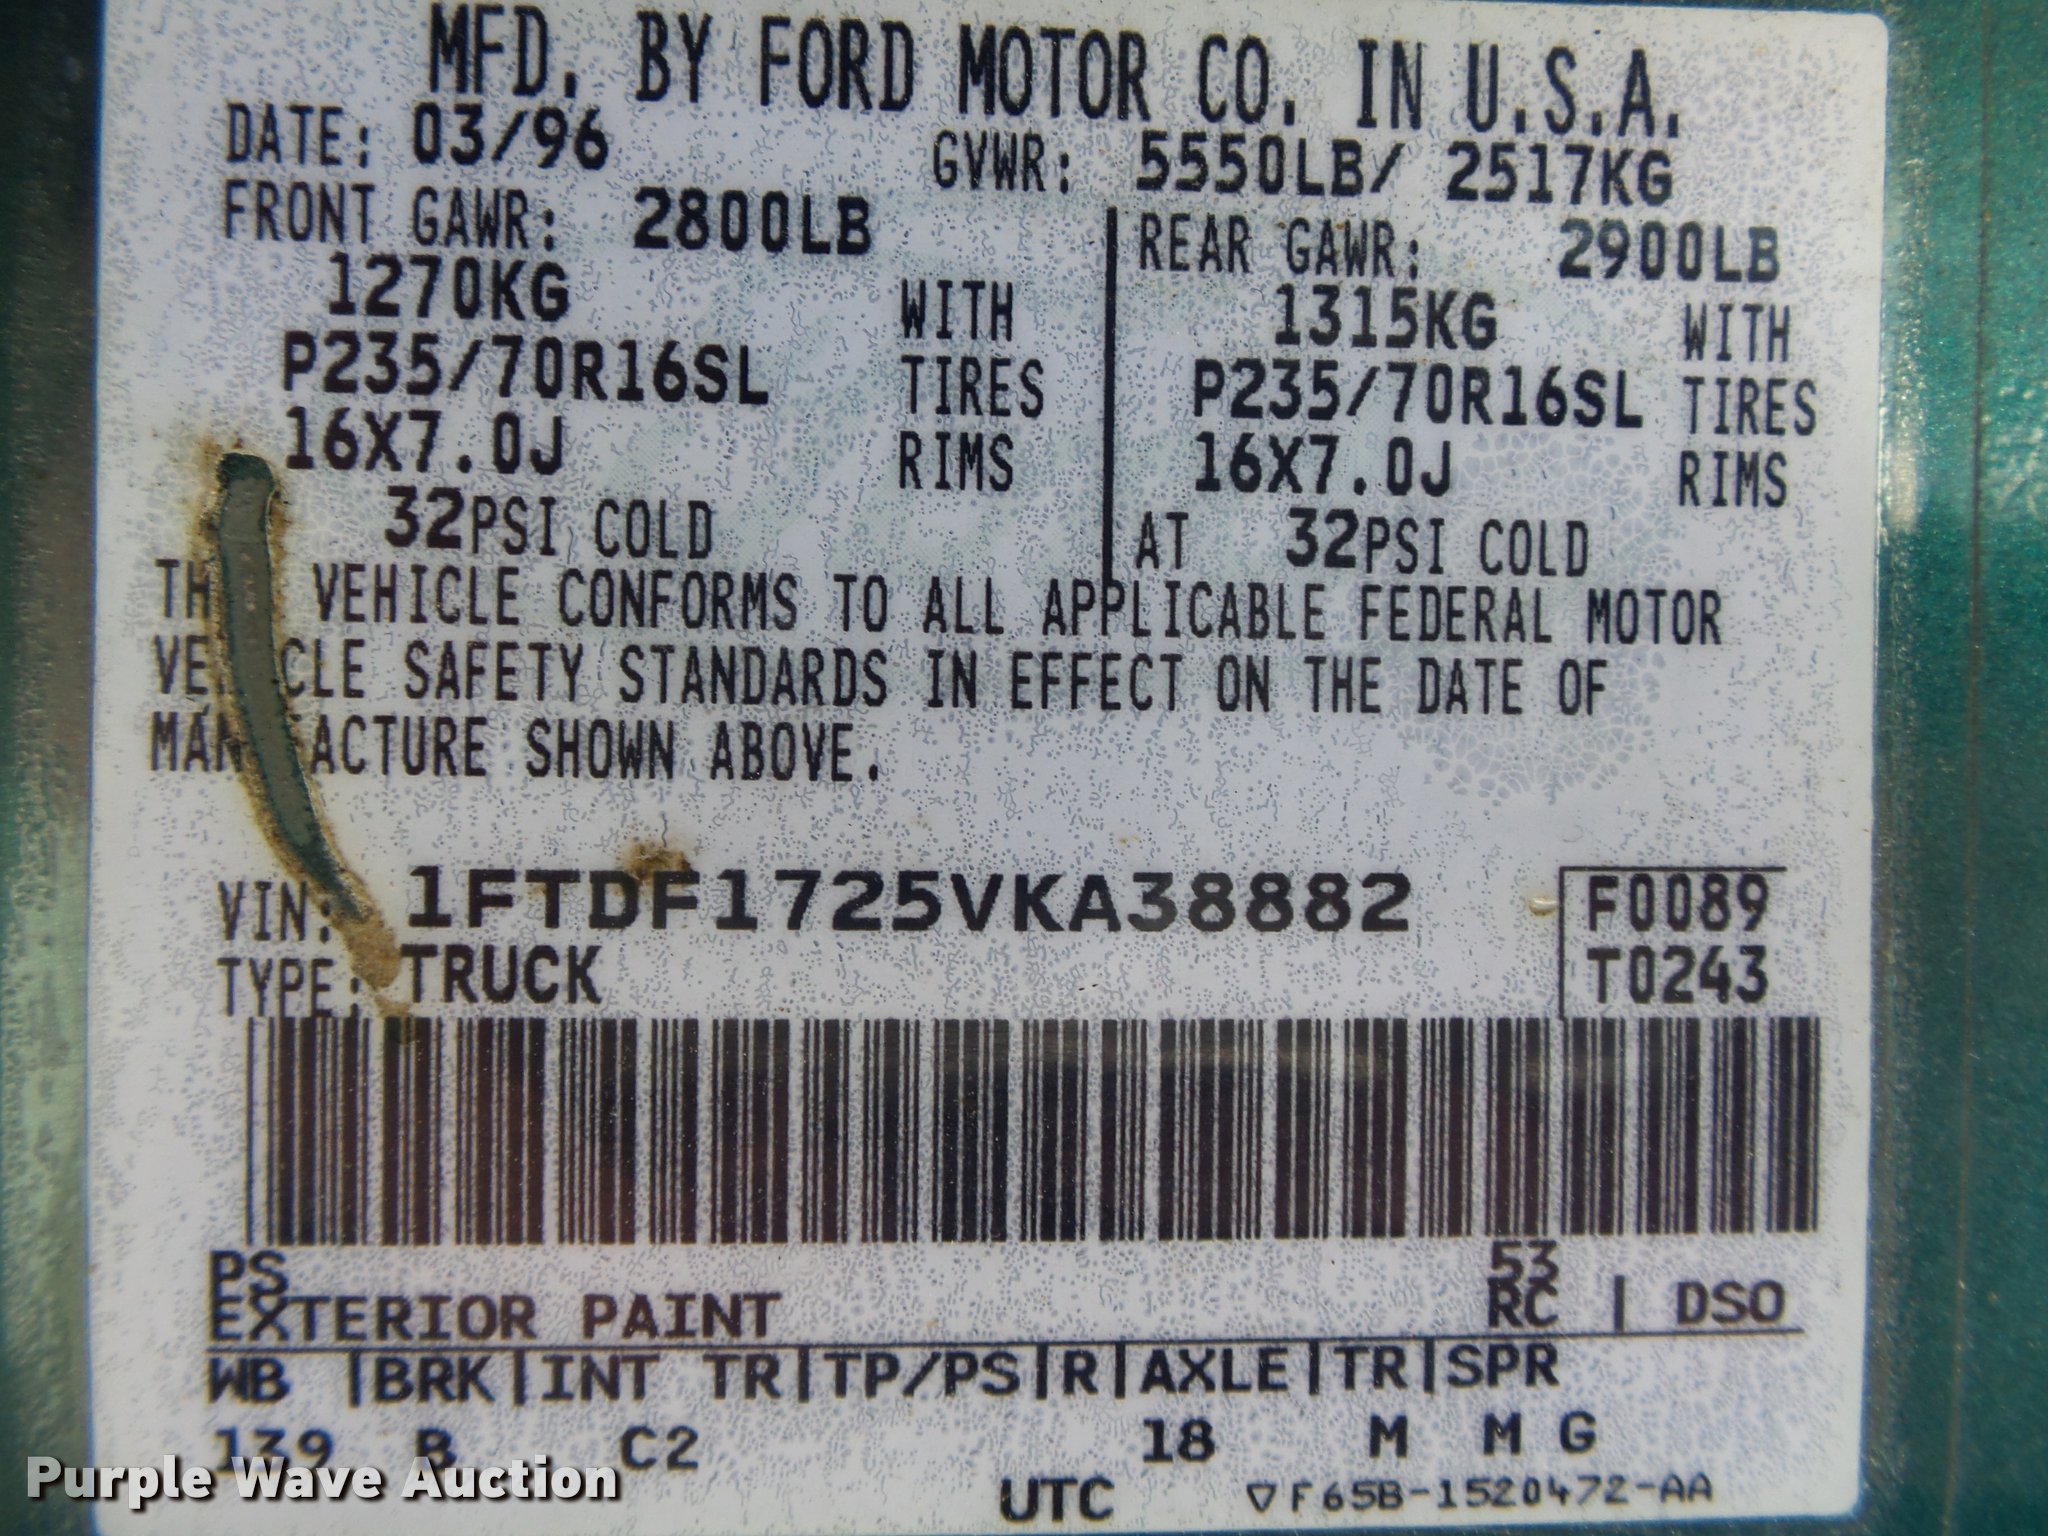 MFD. BY FORD MOTOR CO. IN U.S.A.
DATE: 03/96 GVWR: 5550LB/ 2517KG
FRONT GAWR: 2800LB REAR GAWR: 2900LB
1270KG WITH 1315KG WITH
P235/70R16SL TIRES P235/70R16SL TIRES
16X7.0J RIMS 16X7.0J RIMS
32PSI COLD AT 32PSI COLD
TH VEHICLE CONFORMS TO ALL APPLICABLE FEDERAL MOTOR
VE CLE SAFETY STANDARDS IN EFFECT ON THE DATE OF
MAN ACTURE SHOWN ABOVE.
VIN: 1FTDF1725VKA38882 F0089
TYPE: TRUCK T0243
PS 53
EXTERIOR PAINT RC | DSO
WB |BRK|INT TR|TP/PS|R|AXLE|TR|SPR
139 B C2 18 M M G
UTC ▽F65B-1520472-AA
Purple Wave Auction